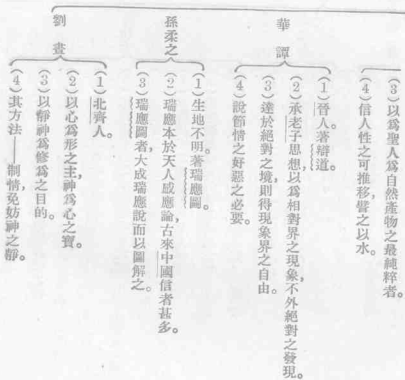 (3)以爲聖人爲自然產物之最純粹者。
(4)信人性之可推移譬之以水。
華譚
(1)晉人。著辯道。
(2)承老子思想以爲相對界之現象不外絕對之發現。
(3)達於絕對之境則得現象界之自由。
(4)說節情之好惡之必要。
孫柔之
(1)生地不明。著瑞應圖。
(2)瑞應本於天人感應論。古來中國信者甚多。
(3)瑞應圖者大成瑞應說而以圖解之。
劉晝
(1)北齊人。
(2)以心爲形之主神爲心之寶。
(3)以靜神爲修爲之目的。
(4)其方法——制情免妨神之靜。